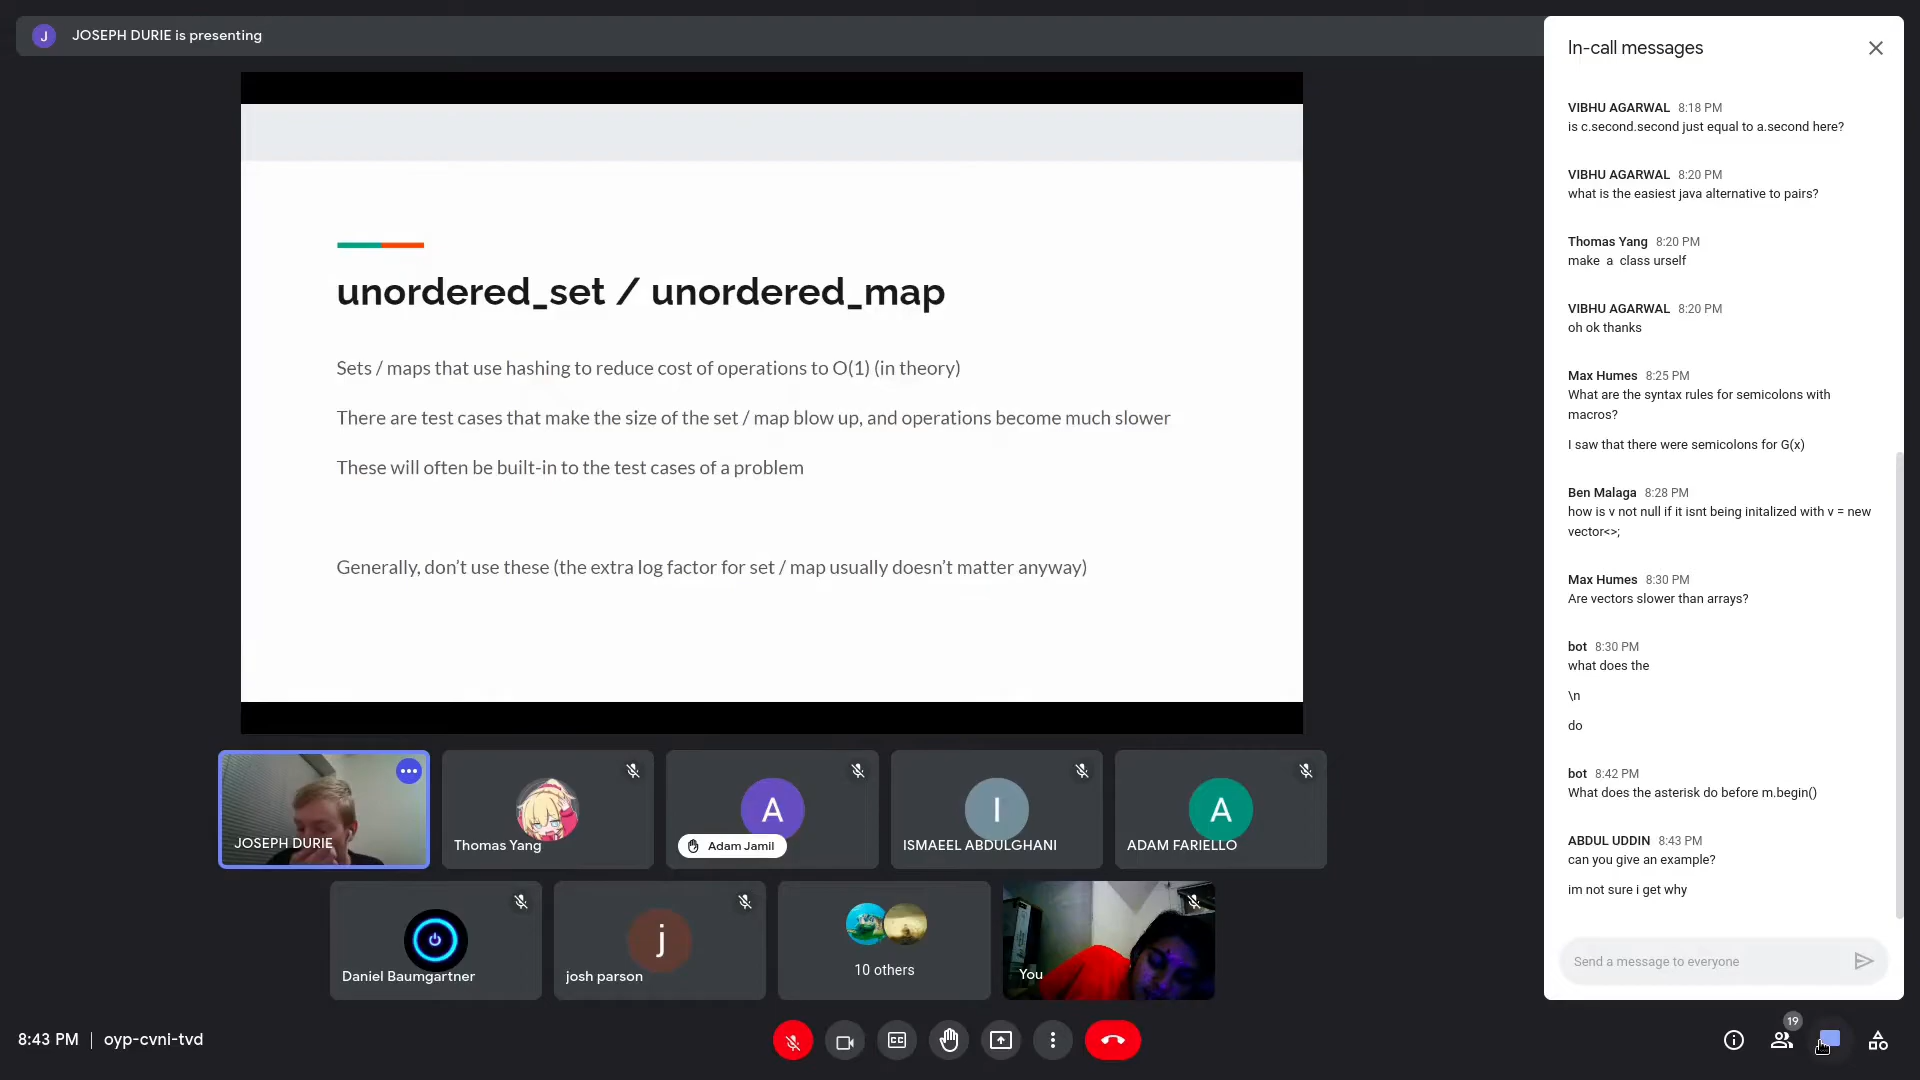 J
JOSEPH DURIE is presenting
unordered_set / unordered_map
Sets / maps that use hashing to reduce cost of operations to O(1) (in theory)
There are test cases that make the size of the set / map blow up, and operations become much slower
These will often be built-in to the test cases of a problem
Generally, don't use these (the extra log factor for set / map usually doesn't matter anyway)
JOSEPH DURIE
Thomas Yang
A
Adam Jamil
I
ISMAEEL ABDULGHANI
A
ADAM FARIELLO
Daniel Baumgartner
j
josh parson
10 others
You
In-call messages
VIBHU AGARWAL 8:18 PM
is c.second.second just equal to a.second here?
VIBHU AGARWAL 8:20 PM
what is the easiest java alternative to pairs?
Thomas Yang 8:20 PM
make a class urself
VIBHU AGARWAL 8:20 PM
oh ok thanks
Max Humes 8:25 PM
What are the syntax rules for semicolons with
macros?
I saw that there were semicolons for G(x)
Ben Malaga 8:28 PM
how is v not null if it isnt being initalized with v = new
vector<>;
Max Humes 8:30 PM
Are vectors slower than arrays?
bot 8:30 PM
what does the
\n
do
bot 8:42 PM
What does the asterisk do before m.begin()
ABDUL UDDIN 8:43 PM
can you give an example?
im not sure i get why
Send a message to everyone
8:43 PM | oyp-cvni-tvd
19